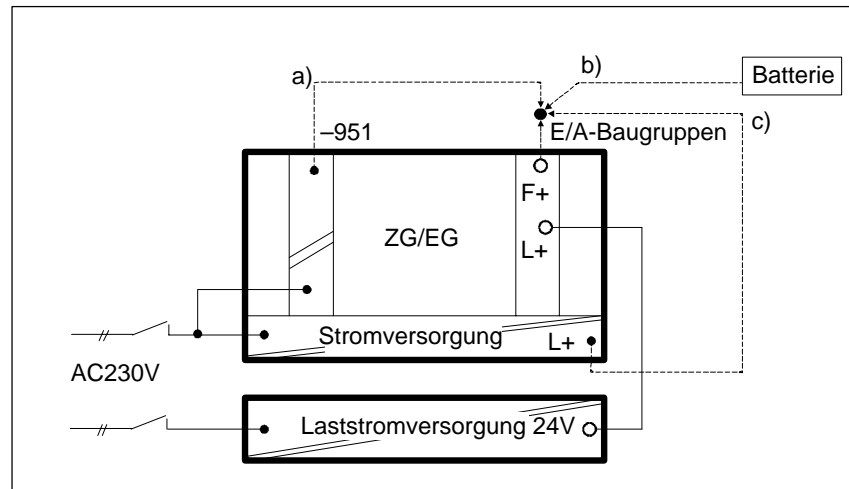 a)
b)
Batterie
–951
E/A-Baugruppen
c)
F+
ZG/EG
L+
Stromversorgung
L+
AC230V
Laststromversorgung 24V